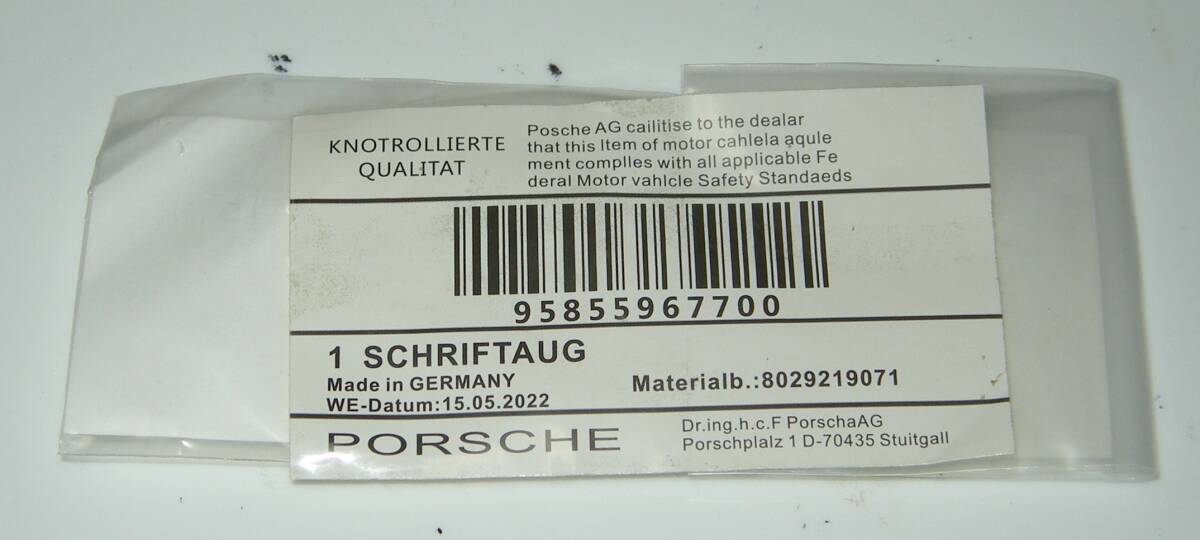 KNOTROLLIERTE
QUALITAT
Posche AG cailitise to the dealar
that this Item of motor cahlela aqule
ment complles with all applicable Fe
deral Motor vahlcle Safety Standaeds
95855967700
1 SCHRIFTAUG
Made in GERMANY
WE-Datum:15.05.2022
Materialb.:8029219071
PORSCHE
Dr.ing.h.c.F PorschaAG
Porschplalz 1 D-70435 Stuitgall